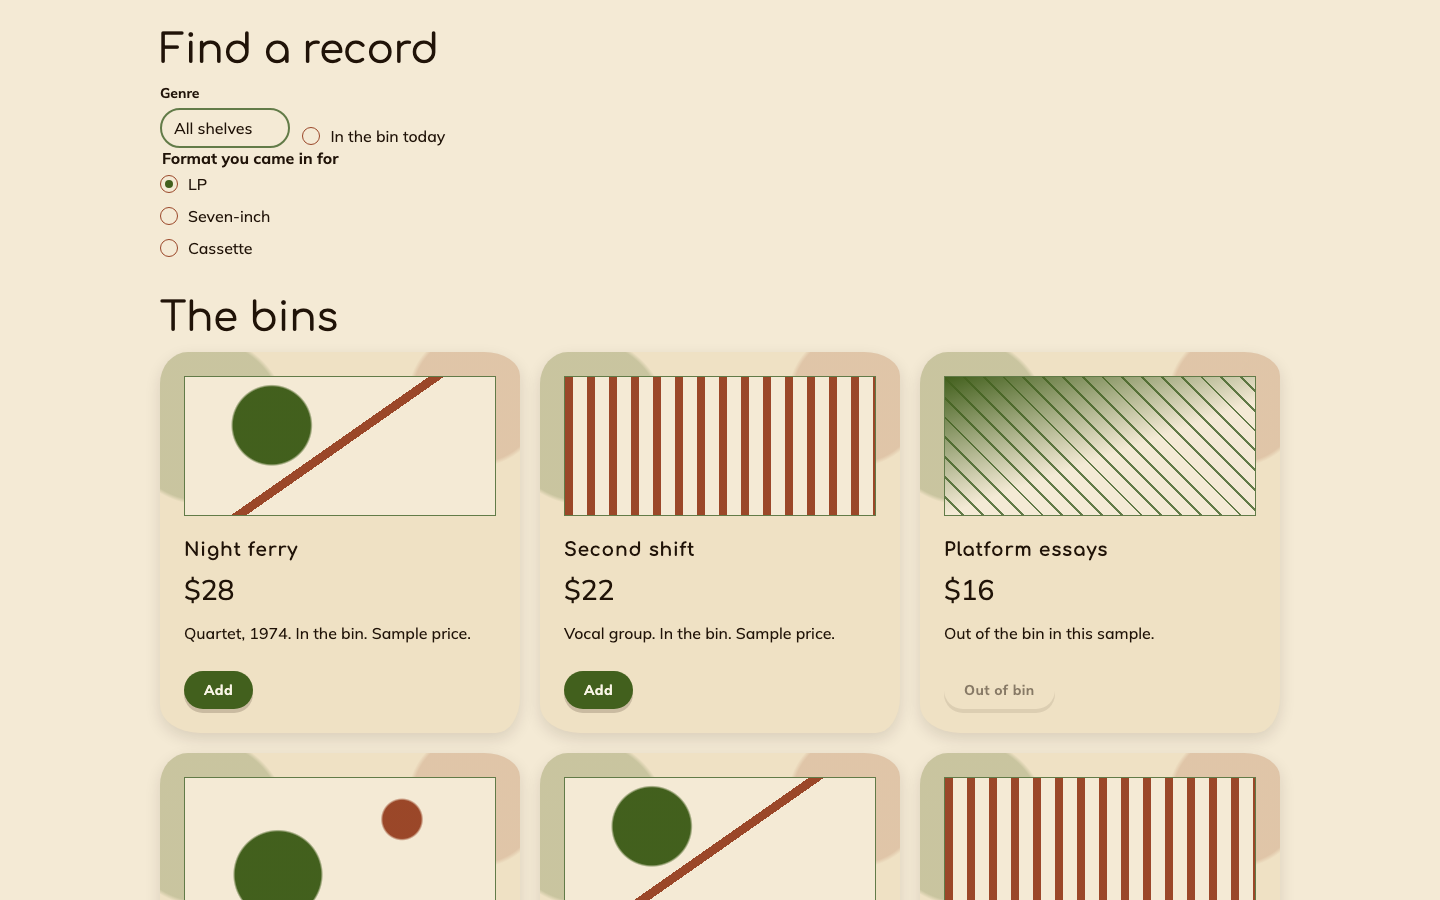 Find a record
Genre
All shelves
In the bin today
Format you came in for
LP
Seven-inch
Cassette
The bins
Night ferry
$28
Quartet, 1974. In the bin. Sample price.
Add
Second shift
$22
Vocal group. In the bin. Sample price.
Add
Platform essays
$16
Out of the bin in this sample.
Out of bin